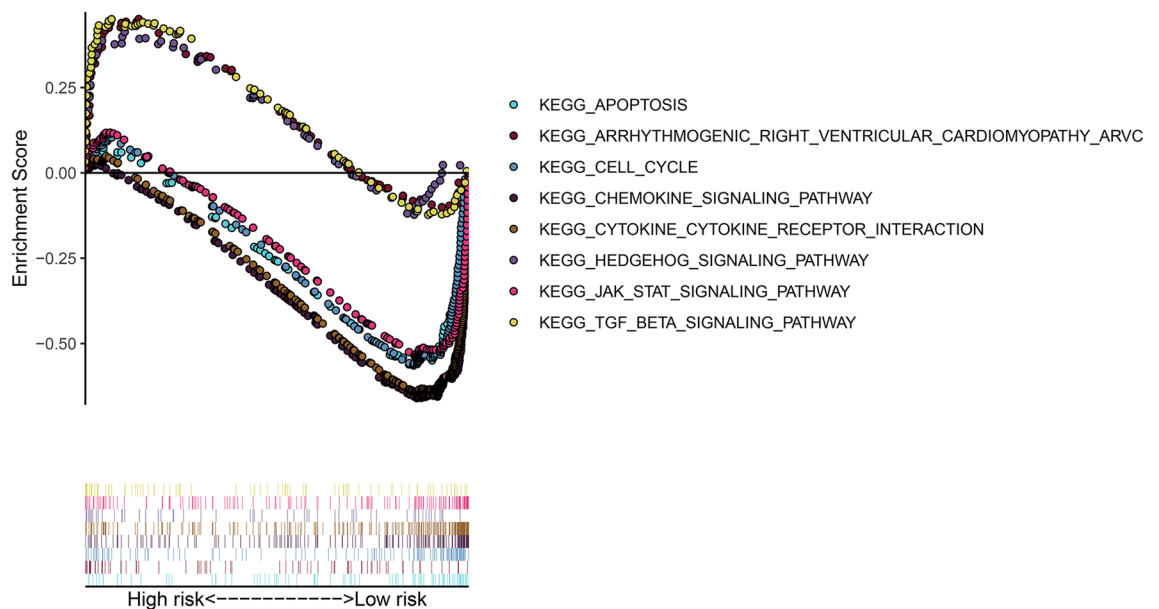 Enrichment Score
0.25
0.00
−0.25
−0.50
KEGG_APOPTOSIS
KEGG_ARRHYTHMOGENIC_RIGHT_VENTRICULAR_CARDIOMYOPATHY_ARVC
KEGG_CELL_CYCLE
KEGG_CHEMOKINE_SIGNALING_PATHWAY
KEGG_CYTOKINE_CYTOKINE_RECEPTOR_INTERACTION
KEGG_HEDGEHOG_SIGNALING_PATHWAY
KEGG_JAK_STAT_SIGNALING_PATHWAY
KEGG_TGF_BETA_SIGNALING_PATHWAY
High risk<------------>Low risk